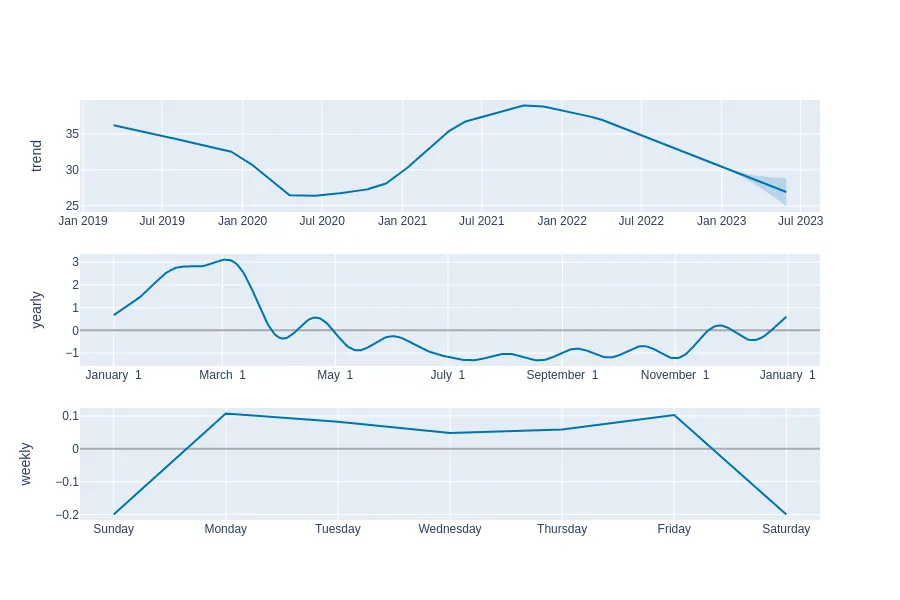 trend
35
30
25
Jan 2019 Jul 2019 Jan 2020 Jul 2020 Jan 2021 Jul 2021 Jan 2022 Jul 2022 Jan 2023 Jul 2023
yearly
3
2
1
0
−1
January 1 March 1 May 1 July 1 September 1 November 1 January 1
weekly
0.1
0
−0.1
−0.2
Sunday Monday Tuesday Wednesday Thursday Friday Saturday